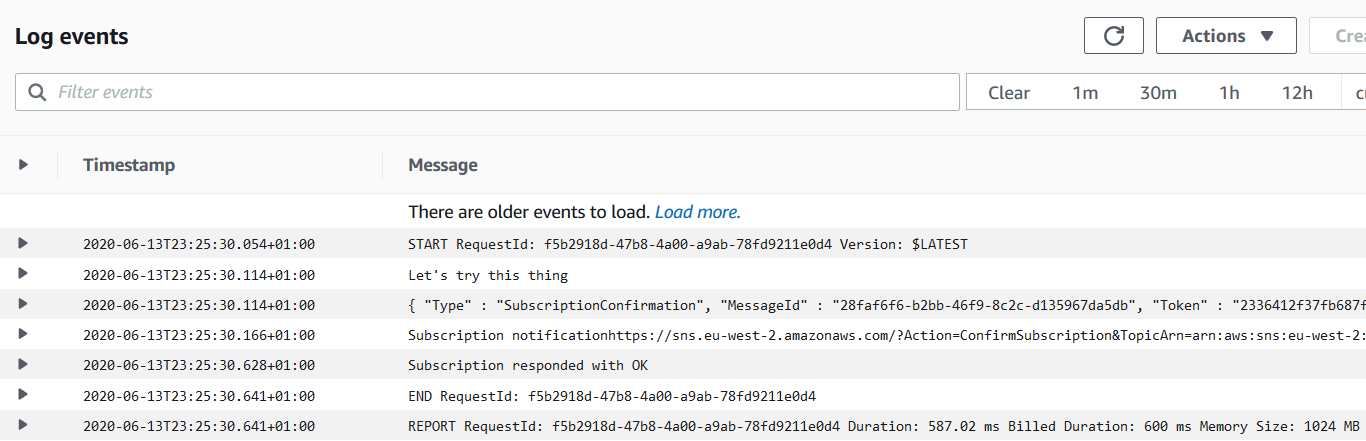 Log events
Actions
Filter events
Clear 1m 30m 1h 12h
Timestamp Message
There are older events to load. Load more.
2020-06-13T23:25:30.054+01:00 START RequestId: f5b2918d-47b8-4a00-a9ab-78fd9211e0d4 Version: $LATEST
2020-06-13T23:25:30.114+01:00 Let's try this thing
2020-06-13T23:25:30.114+01:00 { "Type" : "SubscriptionConfirmation", "MessageId" : "28faf6f6-b2bb-46f9-8c2c-d135967da5db", "Token" : "2336412f37fb687f
2020-06-13T23:25:30.166+01:00 Subscription notificationhttps://sns.eu-west-2.amazonaws.com/?Action=ConfirmSubscription&TopicArn=arn:aws:sns:eu-west-2:
2020-06-13T23:25:30.628+01:00 Subscription responded with OK
2020-06-13T23:25:30.641+01:00 END RequestId: f5b2918d-47b8-4a00-a9ab-78fd9211e0d4
2020-06-13T23:25:30.641+01:00 REPORT RequestId: f5b2918d-47b8-4a00-a9ab-78fd9211e0d4 Duration: 587.02 ms Billed Duration: 600 ms Memory Size: 1024 MB